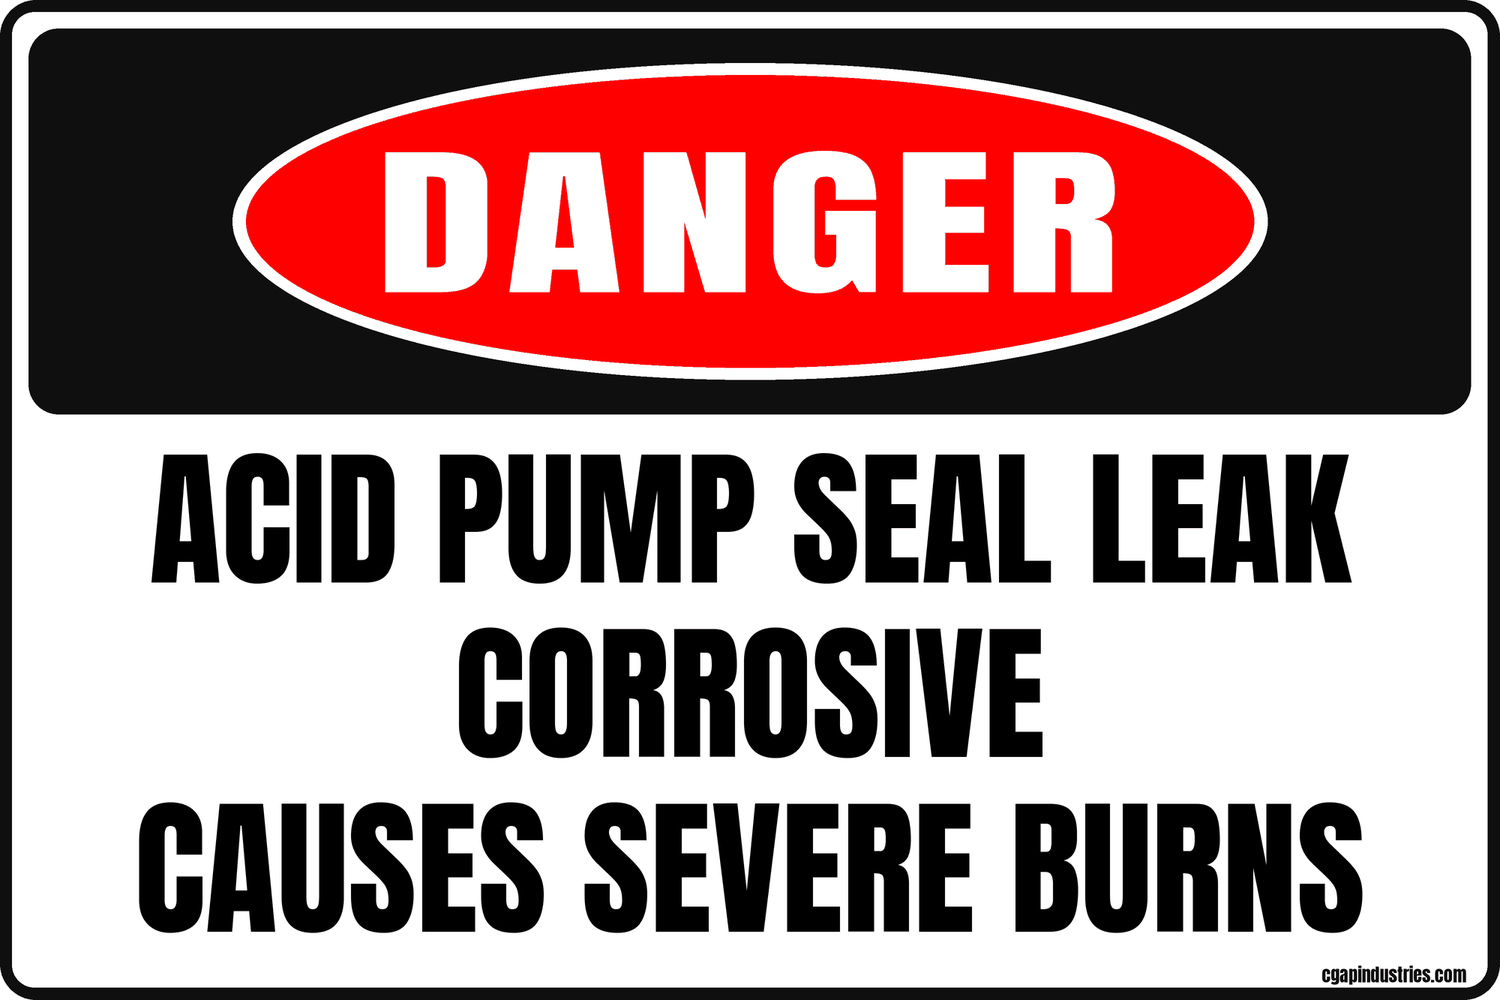 DANGER
ACID PUMP SEAL LEAK
CORROSIVE
CAUSES SEVERE BURNS
cgapindustries.com